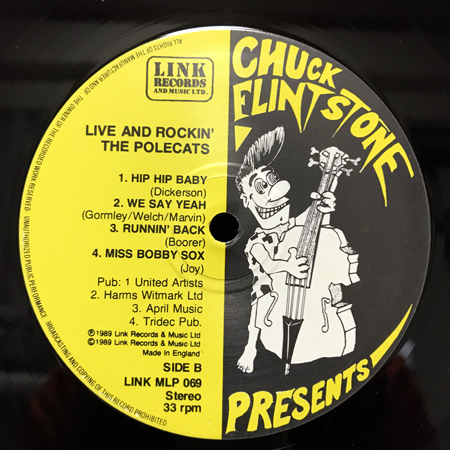 LINK
RECORDS
AND MUSIC LTD.
LIVE AND ROCKIN'
THE POLECATS
1. HIP HIP BABY
(Dickerson)
2. WE SAY YEAH
(Gormley/Welch/Marvin)
3. RUNNIN' BACK
(Boorer)
4. MISS BOBBY SOX
(Joy)
Pub: 1 United Artists
2. Harms Witmark Ltd
3. April Music
4. Tridec Pub.
℗1989 Link Records & Music Ltd
©1989 Link Records & Music Ltd
Made in England
SIDE B
LINK MLP 069
Stereo
33 rpm
CHUCK
FLINTSTONE
PRESENTS
ALL RIGHTS OF THE MANUFACTURER AND OF THE OWNER OF THE RECORDED WORK RESERVED UNAUTHORIZED PUBLIC PERFORMANCE BROADCASTING AND COPYING OF THIT RECORD PROHIBITED